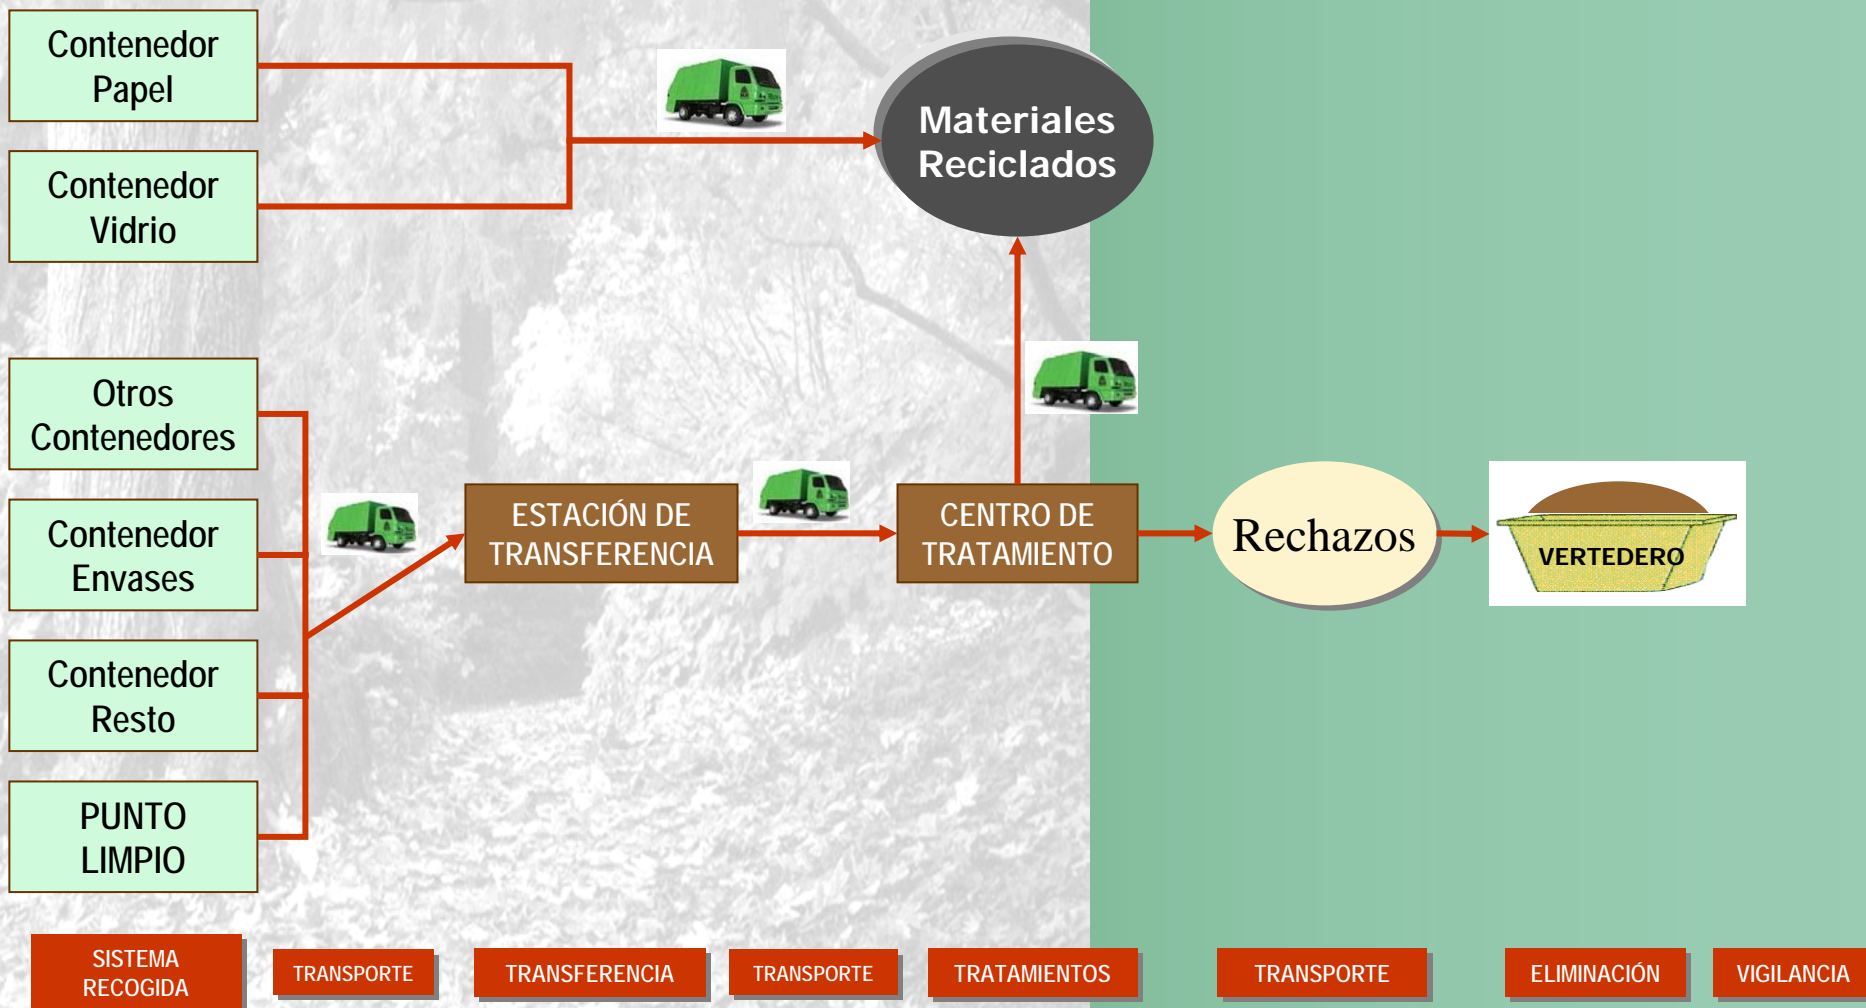 Contenedor
Papel
Materiales
Reciclados
Contenedor
Vidrio
Otros
Contenedores
ESTACIÓN DE
TRANSFERENCIA
CENTRO DE
TRATAMIENTO
Rechazos
VERTEDERO
Contenedor
Envases
Contenedor
Resto
PUNTO
LIMPIO
SISTEMA
RECOGIDA
TRANSPORTE
TRANSFERENCIA
TRANSPORTE
TRATAMIENTOS
TRANSPORTE
ELIMINACIÓN
VIGILANCIA